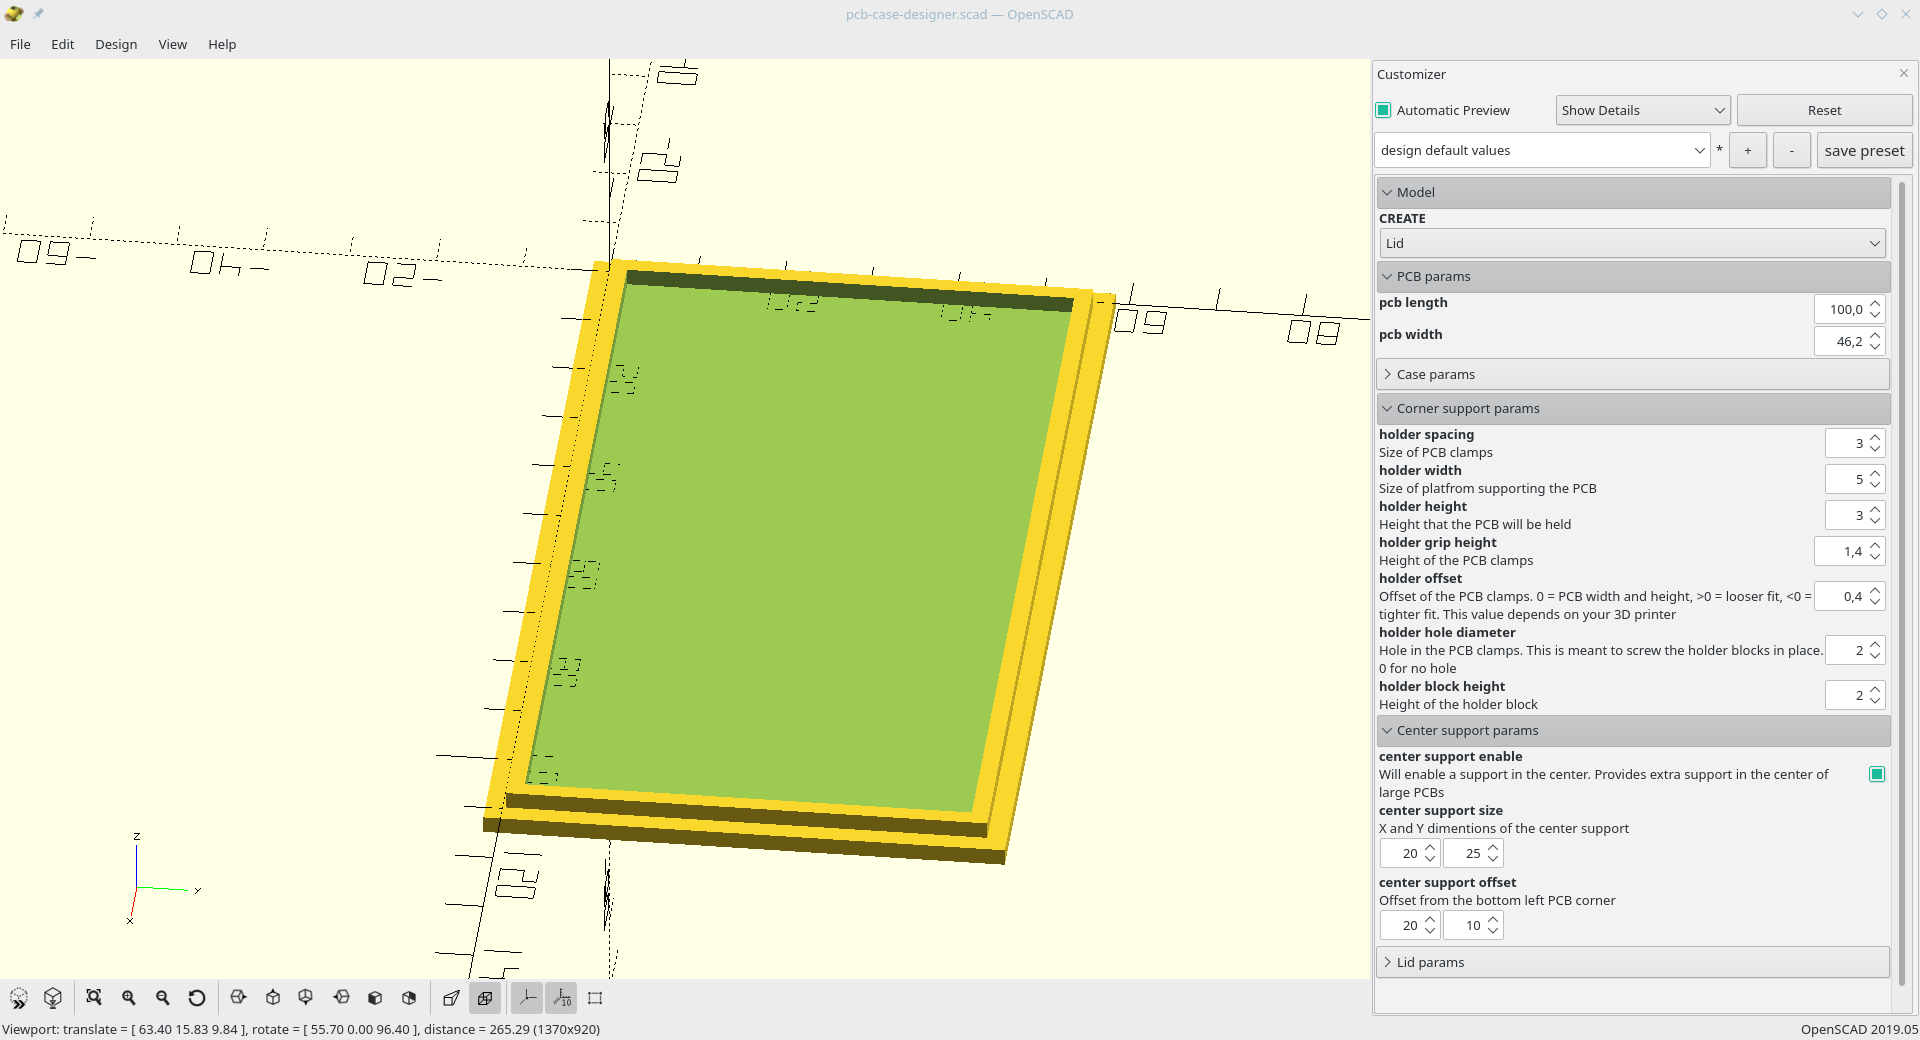 pcb-case-designer.scad — OpenSCAD
File Edit Design View Help
Customizer
Automatic Preview Show Details Reset
design default values * + - save preset
Model
CREATE
Lid
PCB params
pcb length
100,0
pcb width
46,2
Case params
Corner support params
holder spacing
Size of PCB clamps
3
holder width
Size of platfrom supporting the PCB
5
holder height
Height that the PCB will be held
3
holder grip height
Height of the PCB clamps
1,4
holder offset
Offset of the PCB clamps. 0 = PCB width and height, >0 = looser fit, <0 =
tighter fit. This value depends on your 3D printer
0,4
holder hole diameter
Hole in the PCB clamps. This is meant to screw the holder blocks in place.
0 for no hole
2
holder block height
Height of the holder block
2
Center support params
center support enable
Will enable a support in the center. Provides extra support in the center of
large PCBs
center support size
X and Y dimentions of the center support
20 25
center support offset
Offset from the bottom left PCB corner
20 10
Lid params
z
y
x
10
Viewport: translate = [ 63.40 15.83 9.84 ], rotate = [ 55.70 0.00 96.40 ], distance = 265.29 (1370x920)
OpenSCAD 2019.05